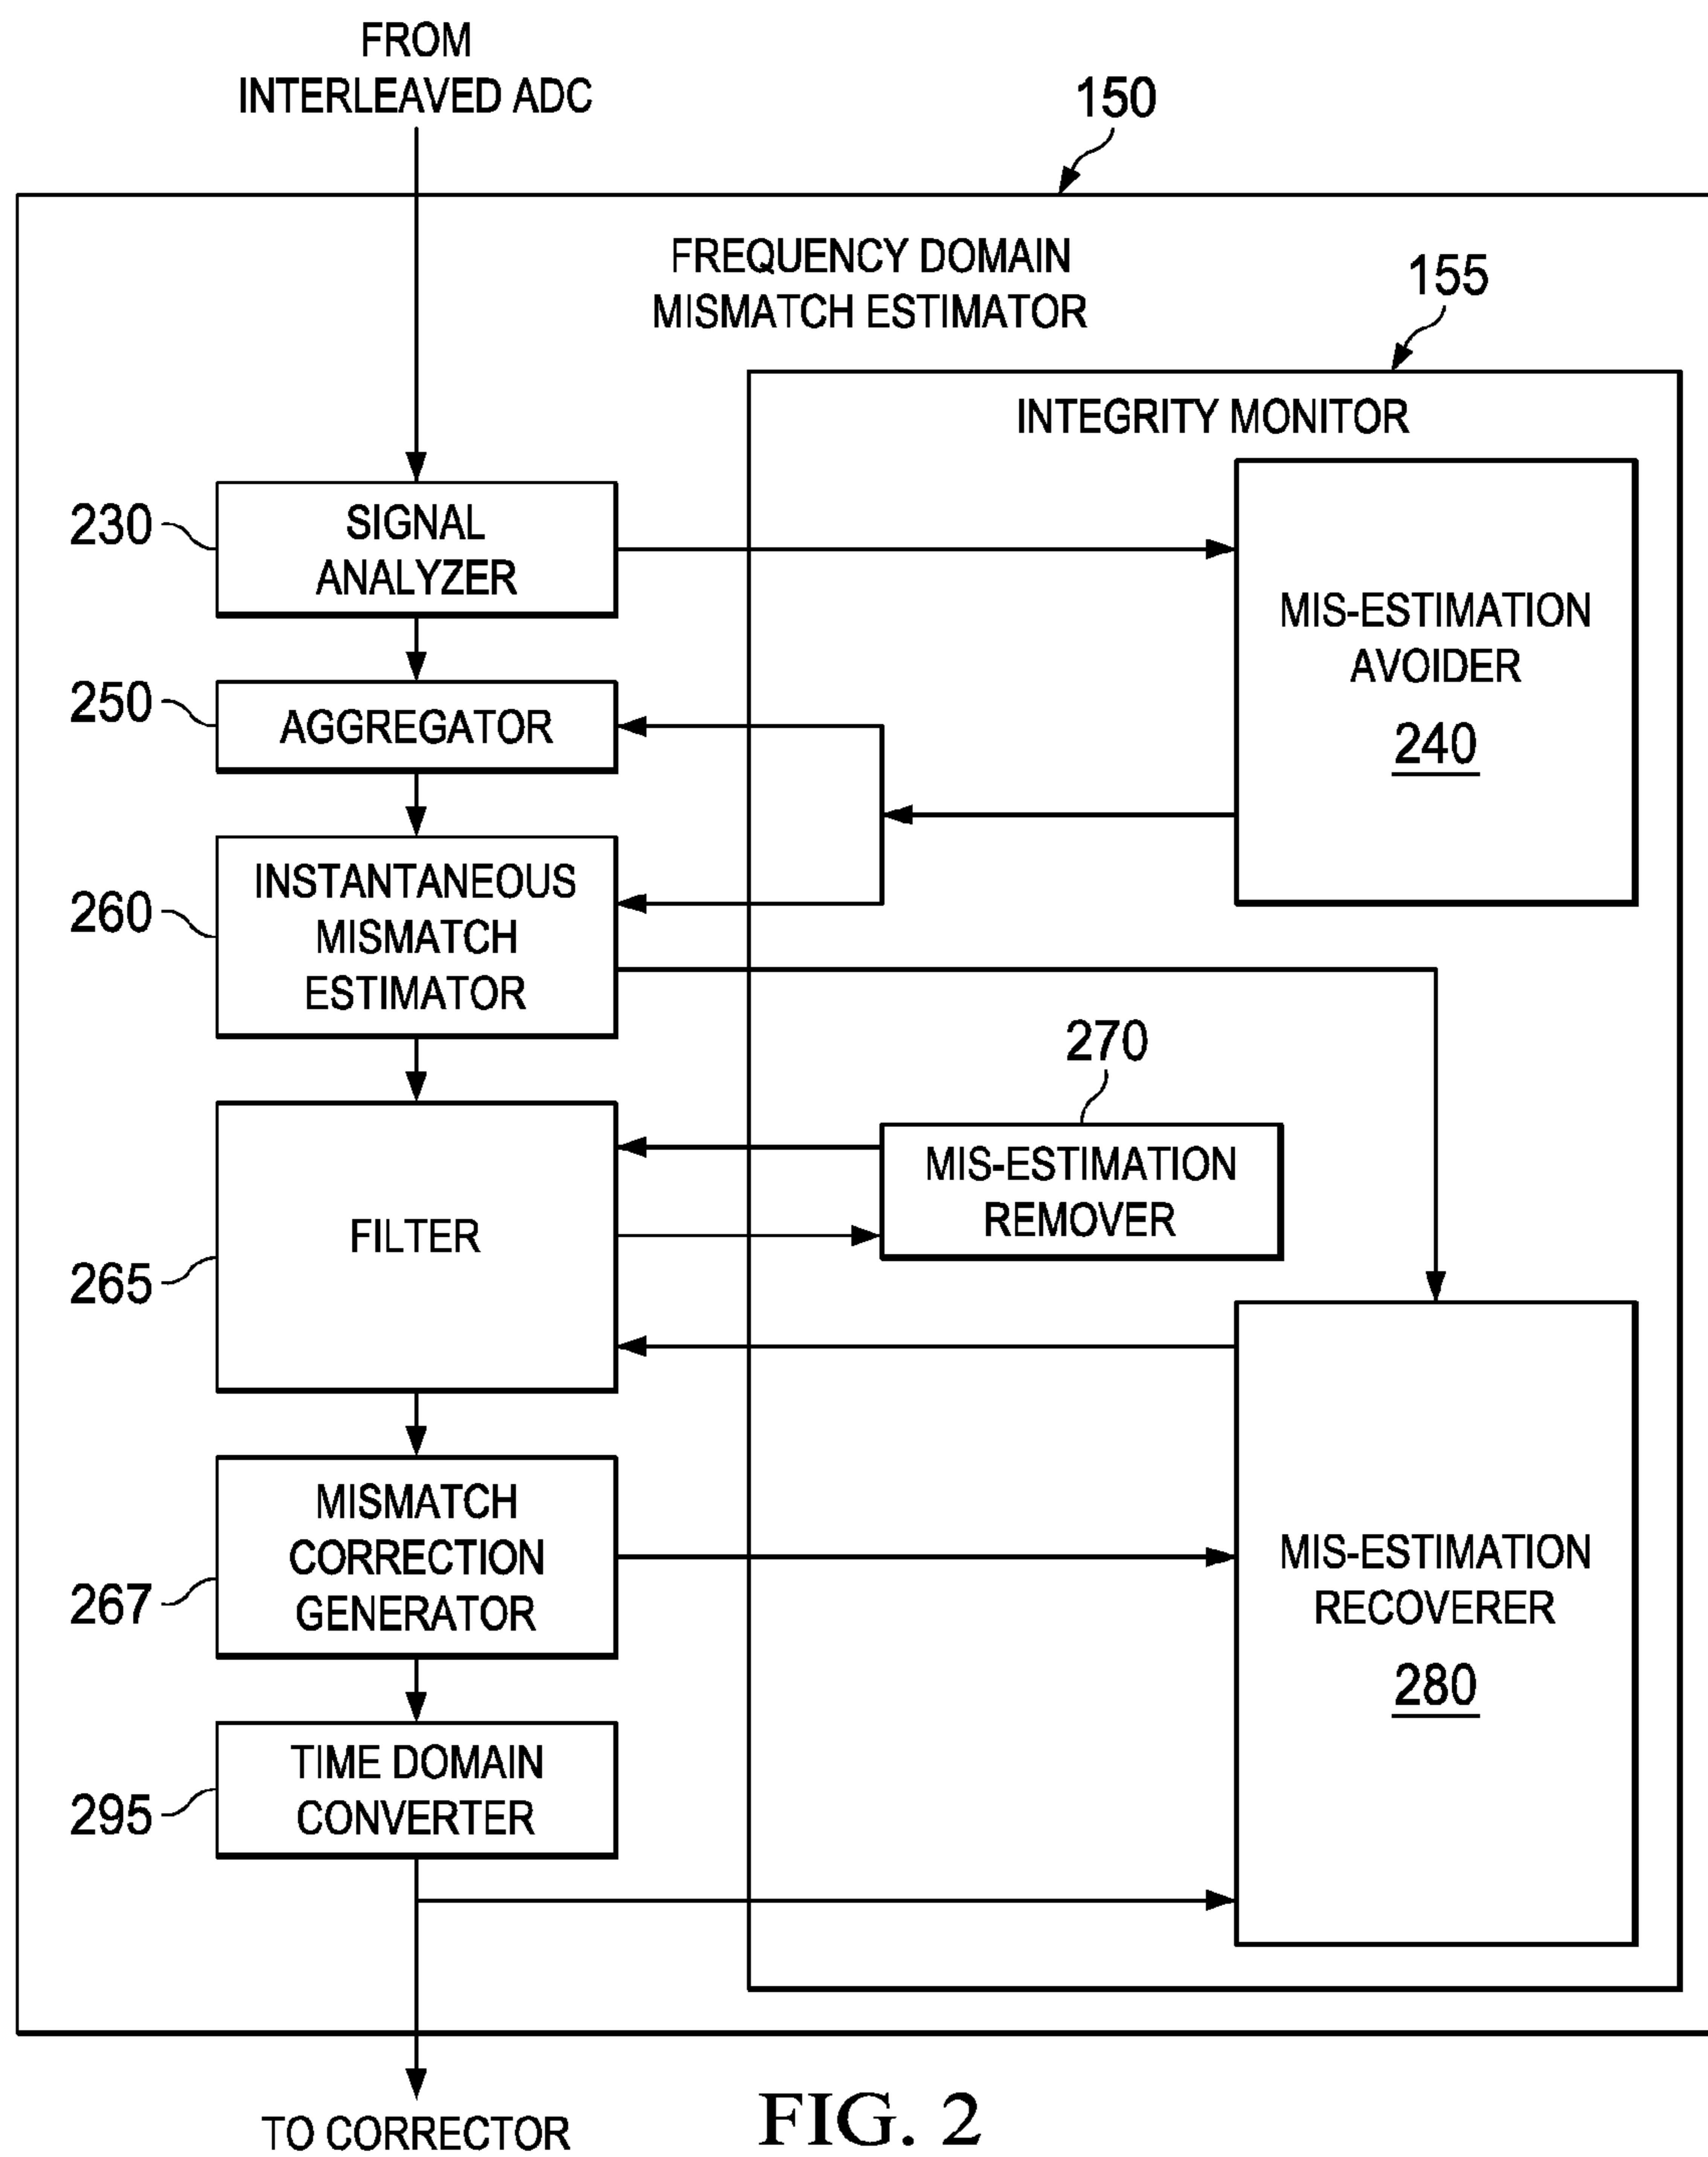 FROM
INTERLEAVED ADC
150
FREQUENCY DOMAIN
MISMATCH ESTIMATOR
155
INTEGRITY MONITOR
230
SIGNAL
ANALYZER
MIS-ESTIMATION
AVOIDER
240
250
AGGREGATOR
260
INSTANTANEOUS
MISMATCH
ESTIMATOR
270
MIS-ESTIMATION
REMOVER
FILTER
265
MISMATCH
CORRECTION
GENERATOR
267
MIS-ESTIMATION
RECOVERER
280
TIME DOMAIN
CONVERTER
295
TO CORRECTOR
FIG. 2